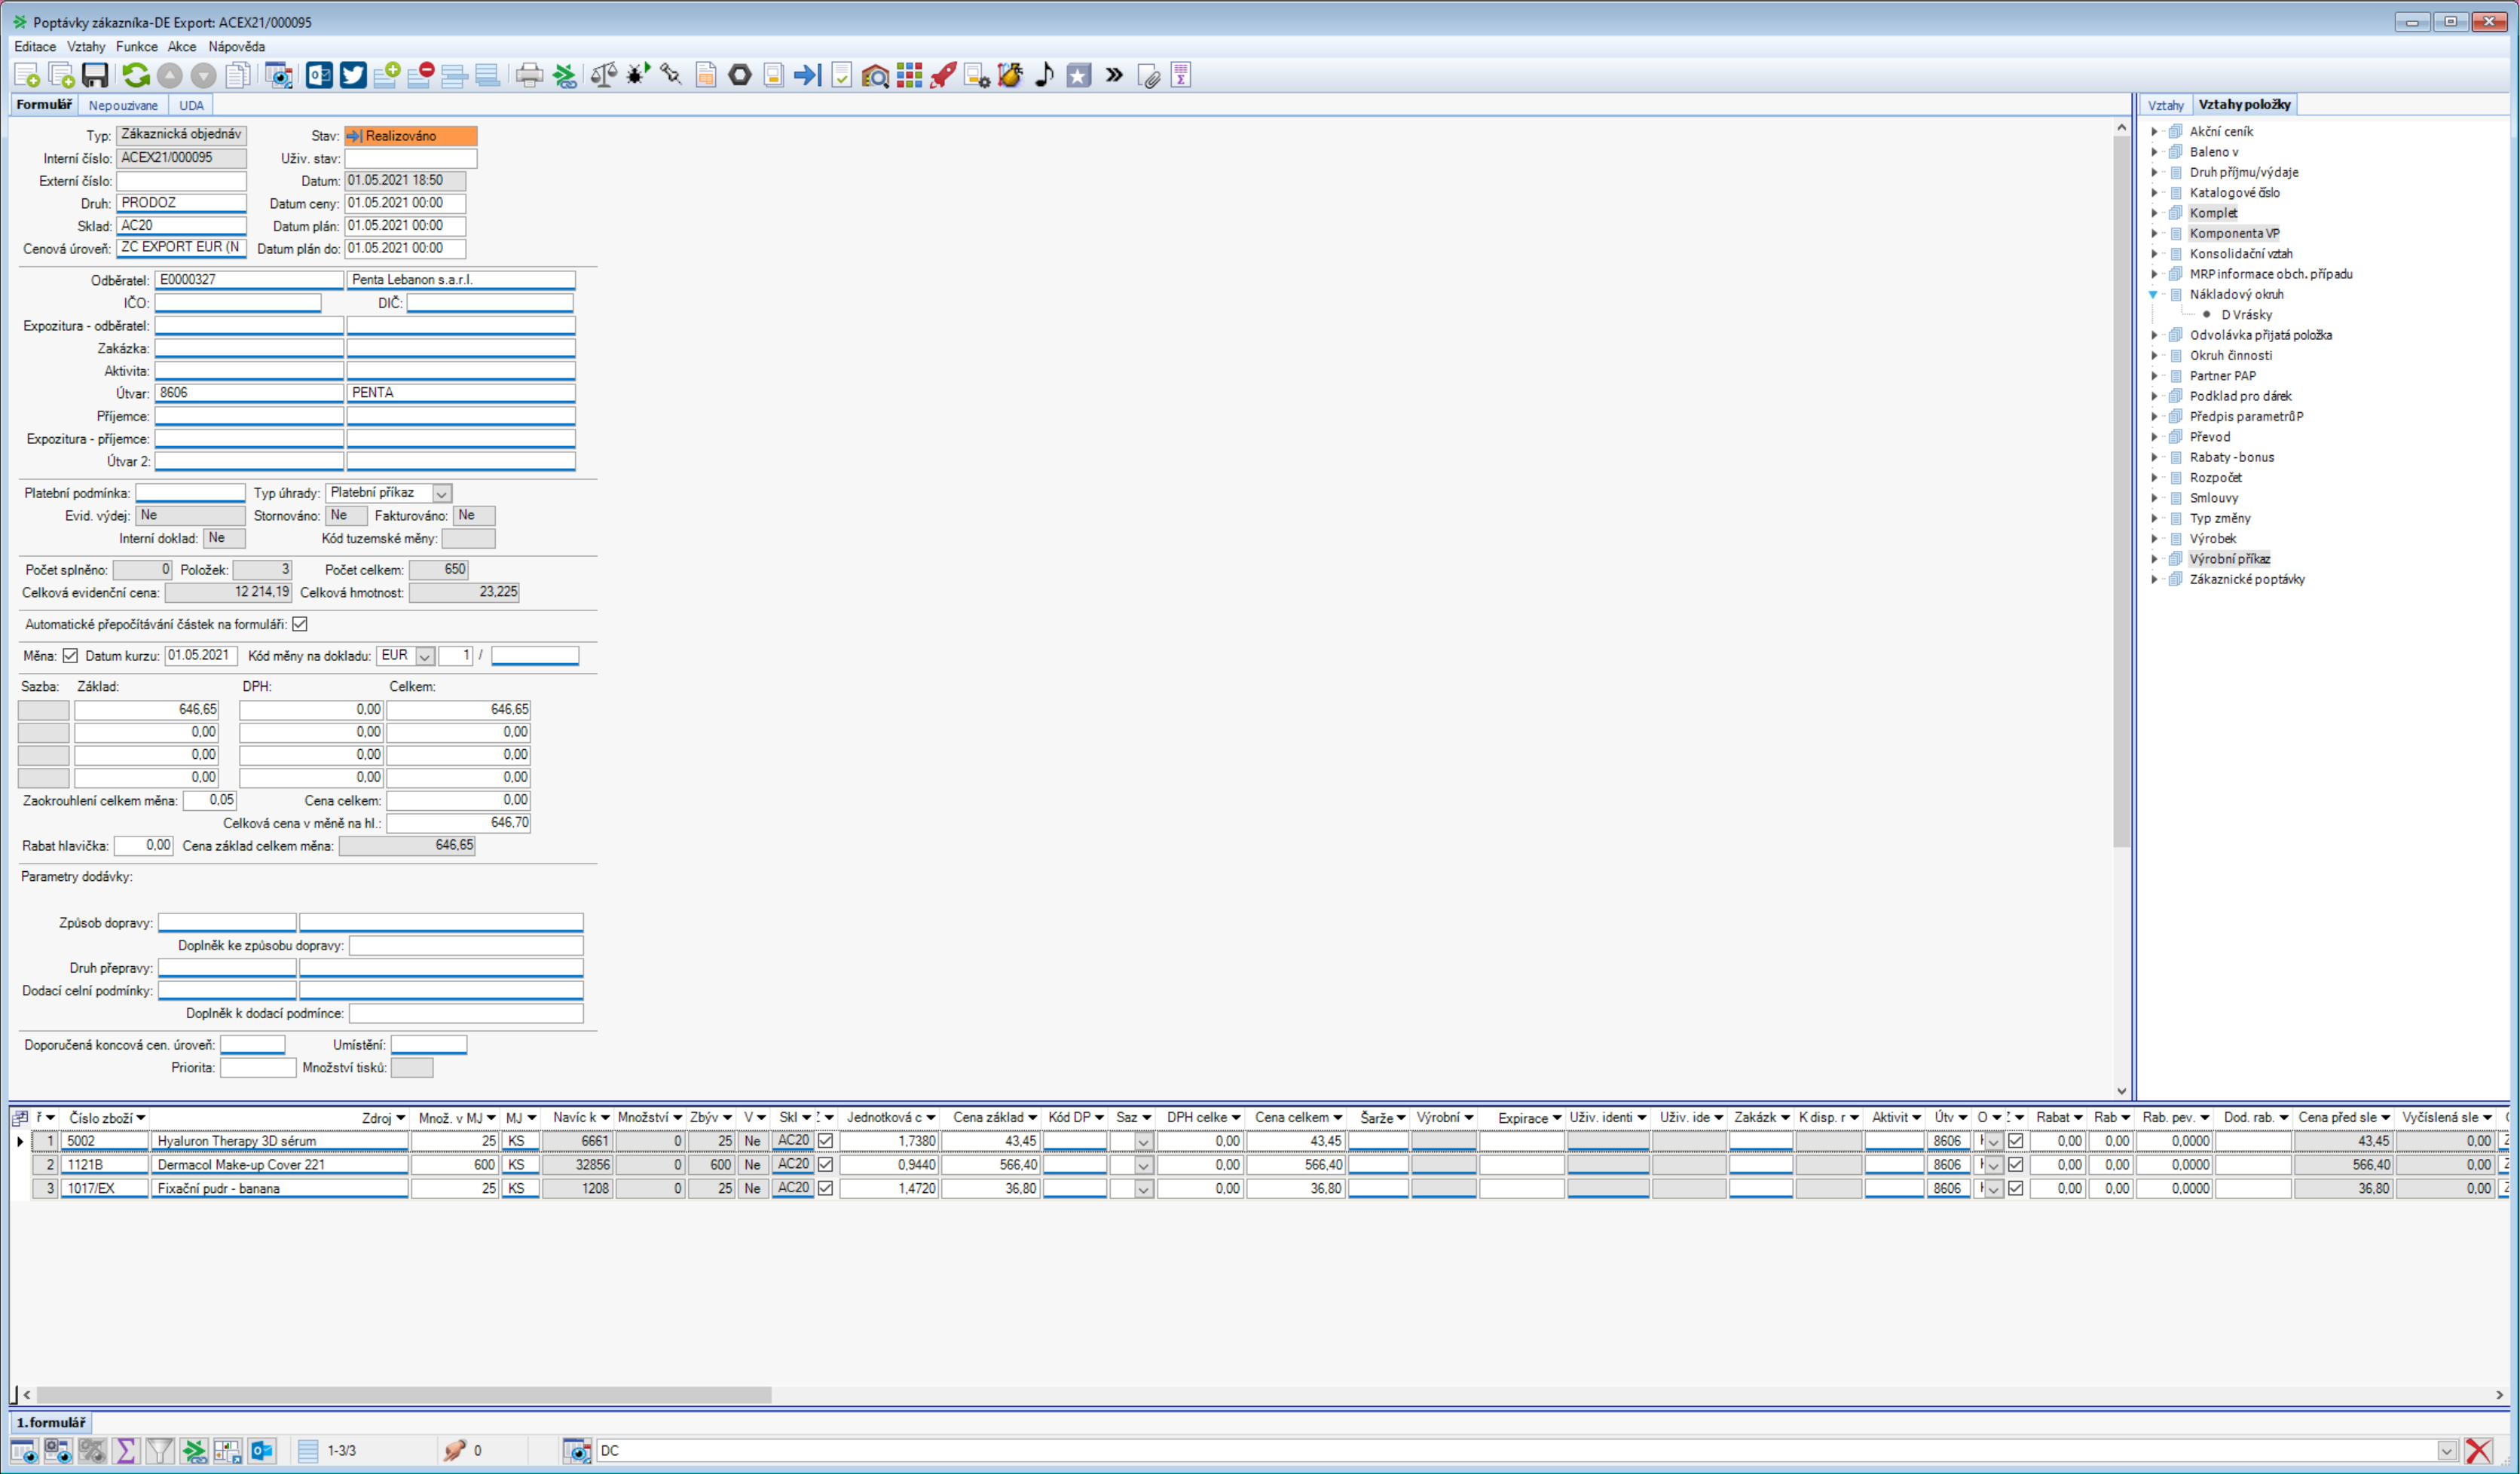 Poptávky zákazníka-DE Export: ACEX21/000095
Editace Vztahy Funkce Akce Nápověda
Formulář Nepouzivane UDA
Typ: Zákaznická objednáv Stav: Realizováno
Interní číslo: ACEX21/000095 Uživ. stav:
Externí číslo: Datum: 01.05.2021 18:50
Druh: PRODOZ Datum ceny: 01.05.2021 00:00
Sklad: AC20 Datum plán: 01.05.2021 00:00
Cenová úroveň: ZC EXPORT EUR (N Datum plán do: 01.05.2021 00:00
Odběratel: E0000327 Penta Lebanon s.a.r.l.
IČO: DIČ:
Expozitura - odběratel:
Zakázka:
Aktivita:
Útvar: 8606 PENTA
Příjemce:
Expozitura - příjemce:
Útvar 2:
Platební podmínka: Typ úhrady: Platební příkaz
Evid. výdej: Ne Stornováno: Ne Fakturováno: Ne
Interní doklad: Ne Kód tuzemské měny:
Počet splněno: 0 Položek: 3 Počet celkem: 650
Celková evidenční cena: 12 214,19 Celková hmotnost: 23,225
Automatické přepočítávání částek na formuláři:
Měna: Datum kurzu: 01.05.2021 Kód měny na dokladu: EUR 1 /
Sazba: Základ: DPH: Celkem:
646,65 0,00 646,65
0,00 0,00 0,00
0,00 0,00 0,00
0,00 0,00 0,00
Zaokrouhlení celkem měna: 0,05 Cena celkem: 0,00
Celková cena v měně na hl.: 646,70
Rabat hlavička: 0,00 Cena základ celkem měna: 646,65
Parametry dodávky:
Způsob dopravy:
Doplněk ke způsobu dopravy:
Druh přepravy:
Dodací celní podmínky:
Doplněk k dodací podmínce:
Doporučená koncová cen. úroveň: Umístění:
Priorita: Množství tisků:
Vztahy Vztahy položky
Akční ceník
Baleno v
Druh příjmu/výdaje
Katalogové číslo
Komplet
Komponenta VP
Konsolidační vztah
MRP informace obch. případu
Nákladový okruh
D Vrásky
Odvolávka přijatá položka
Okruh činnosti
Partner PAP
Podklad pro dárek
Předpis parametrů P
Převod
Rabaty - bonus
Rozpočet
Smlouvy
Typ změny
Výrobek
Výrobní příkaz
Zákaznické poptávky
ř Číslo zboží Zdroj Množ. v MJ MJ Navíc k Množství Zbýv V Skl Jednotková c Cena základ Kód DP Saz DPH celke Cena celkem Šarže Výrobní Expirace Uživ. identi Uživ. ide Zakázk K disp. r Aktivit Útv O Rabat Rab Rab. pev. Dod. rab. Cena před sle Vyčíslená sle
1 5002 Hyaluron Therapy 3D sérum 25 KS 6661 0 25 Ne AC20 1,7380 43,45 0,00 43,45 8606 0,00 0,00 0,0000 43,45 0,00
2 1121B Dermacol Make-up Cover 221 600 KS 32856 0 600 Ne AC20 0,9440 566,40 0,00 566,40 8606 0,00 0,00 0,0000 566,40 0,00
3 1017/EX Fixační pudr - banana 25 KS 1208 0 25 Ne AC20 1,4720 36,80 0,00 36,80 8606 0,00 0,00 0,0000 36,80 0,00
1.formulář
1-3/3 0 DC